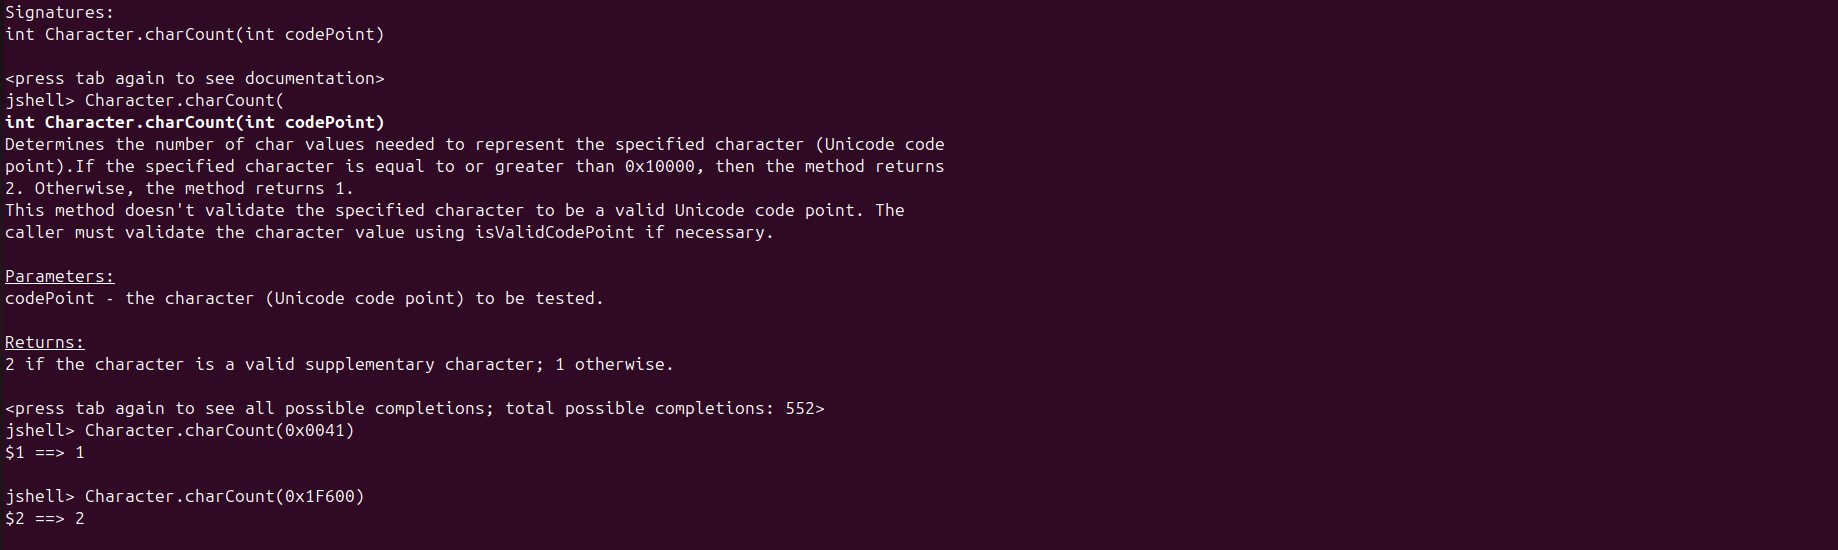 Signatures:
int Character.charCount(int codePoint)
<press tab again to see documentation>
jshell> Character.charCount(
int Character.charCount(int codePoint)
Determines the number of char values needed to represent the specified character (Unicode code
point).If the specified character is equal to or greater than 0x10000, then the method returns
2. Otherwise, the method returns 1.
This method doesn't validate the specified character to be a valid Unicode code point. The
caller must validate the character value using isValidCodePoint if necessary.
Parameters:
codePoint - the character (Unicode code point) to be tested.
Returns:
2 if the character is a valid supplementary character; 1 otherwise.
<press tab again to see all possible completions; total possible completions: 552>
jshell> Character.charCount(0x0041)
$1 ==> 1
jshell> Character.charCount(0x1F600)
$2 ==> 2